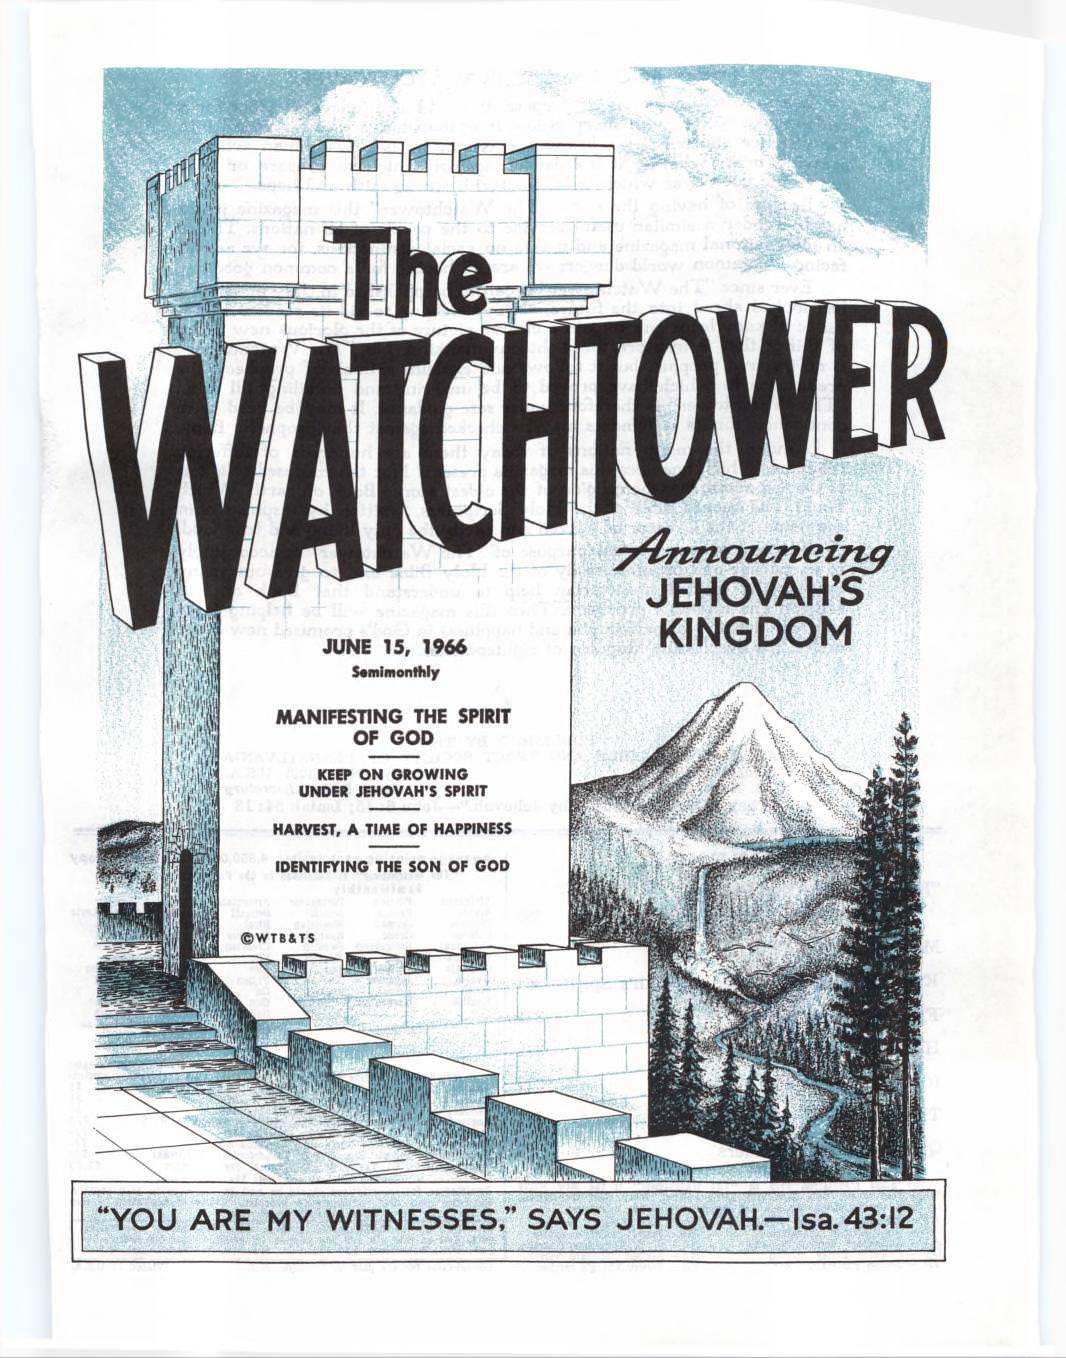 The
WATCHTOWER
Announcing
JEHOVAH'S
KINGDOM
JUNE 15, 1966
Semimonthly
MANIFESTING THE SPIRIT
OF GOD
KEEP ON GROWING
UNDER JEHOVAH'S SPIRIT
HARVEST, A TIME OF HAPPINESS
IDENTIFYING THE SON OF GOD
©WTB&TS
"YOU ARE MY WITNESSES," SAYS JEHOVAH.—Isa. 43:12